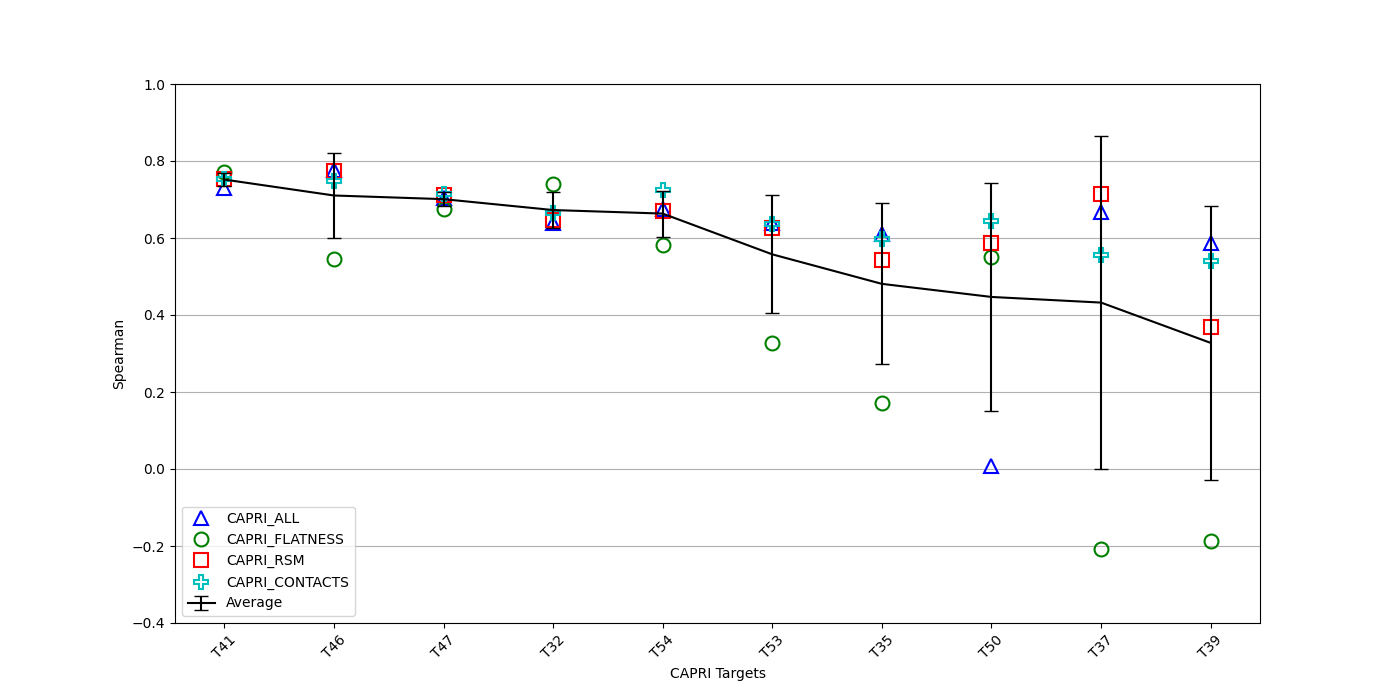 1.0
0.8
0.6
0.4
0.2
0.0
−0.2
−0.4
Spearman
CAPRI_ALL
CAPRI_FLATNESS
CAPRI_RSM
CAPRI_CONTACTS
Average
T41 T46 T47 T32 T54 T53 T35 T50 T37 T39
CAPRI Targets